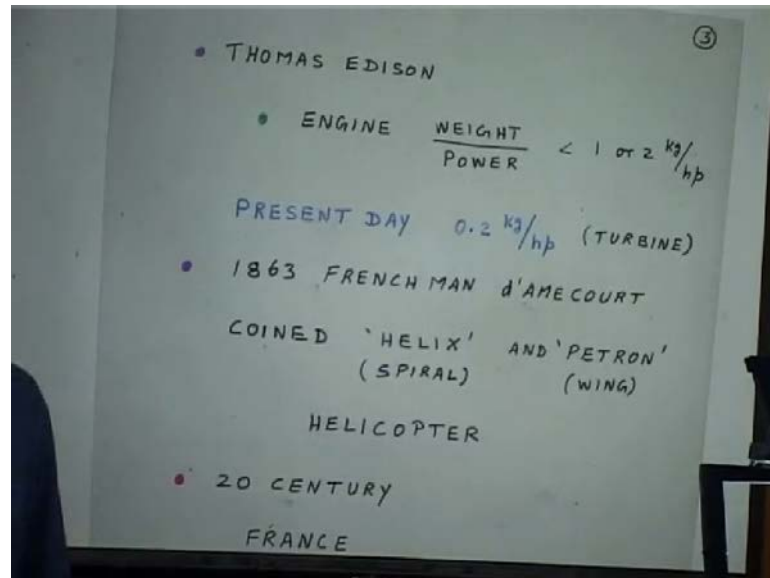 ③
• THOMAS EDISON
• ENGINE WEIGHT/POWER < 1 or 2 kg/hp
PRESENT DAY 0.2 kg/hp (TURBINE)
• 1863 FRENCH MAN d'AMECOURT
COINED 'HELIX' AND 'PETRON'
(SPIRAL) (WING)
HELICOPTER
• 20 CENTURY
FRANCE